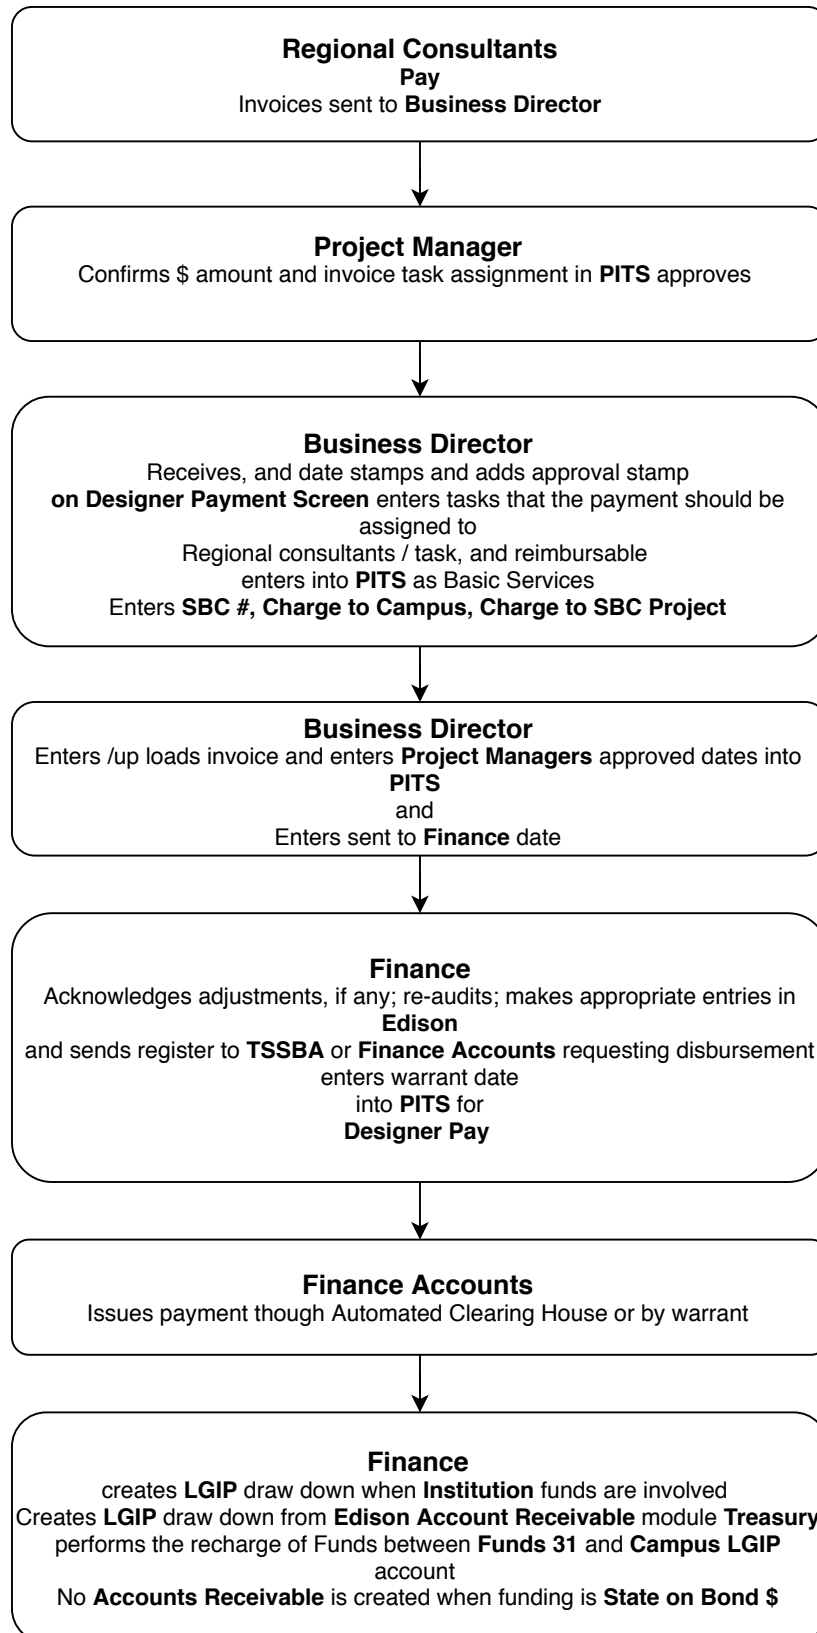 Regional Consultants
Pay
Invoices sent to Business Director
Project Manager
Confirms $ amount and invoice task assignment in PITS approves
Business Director
Receives, and date stamps and adds approval stamp
on Designer Payment Screen enters tasks that the payment should be
assigned to
Regional consultants / task, and reimbursable
enters into PITS as Basic Services
Enters SBC #, Charge to Campus, Charge to SBC Project
Business Director
Enters /up loads invoice and enters Project Managers approved dates into
PITS
and
Enters sent to Finance date
Finance
Acknowledges adjustments, if any; re-audits; makes appropriate entries in
Edison
and sends register to TSSBA or Finance Accounts requesting disbursement
enters warrant date
into PITS for
Designer Pay
Finance Accounts
Issues payment though Automated Clearing House or by warrant
Finance
creates LGIP draw down when Institution funds are involved
Creates LGIP draw down from Edison Account Receivable module Treasury
performs the recharge of Funds between Funds 31 and Campus LGIP
account
No Accounts Receivable is created when funding is State on Bond $